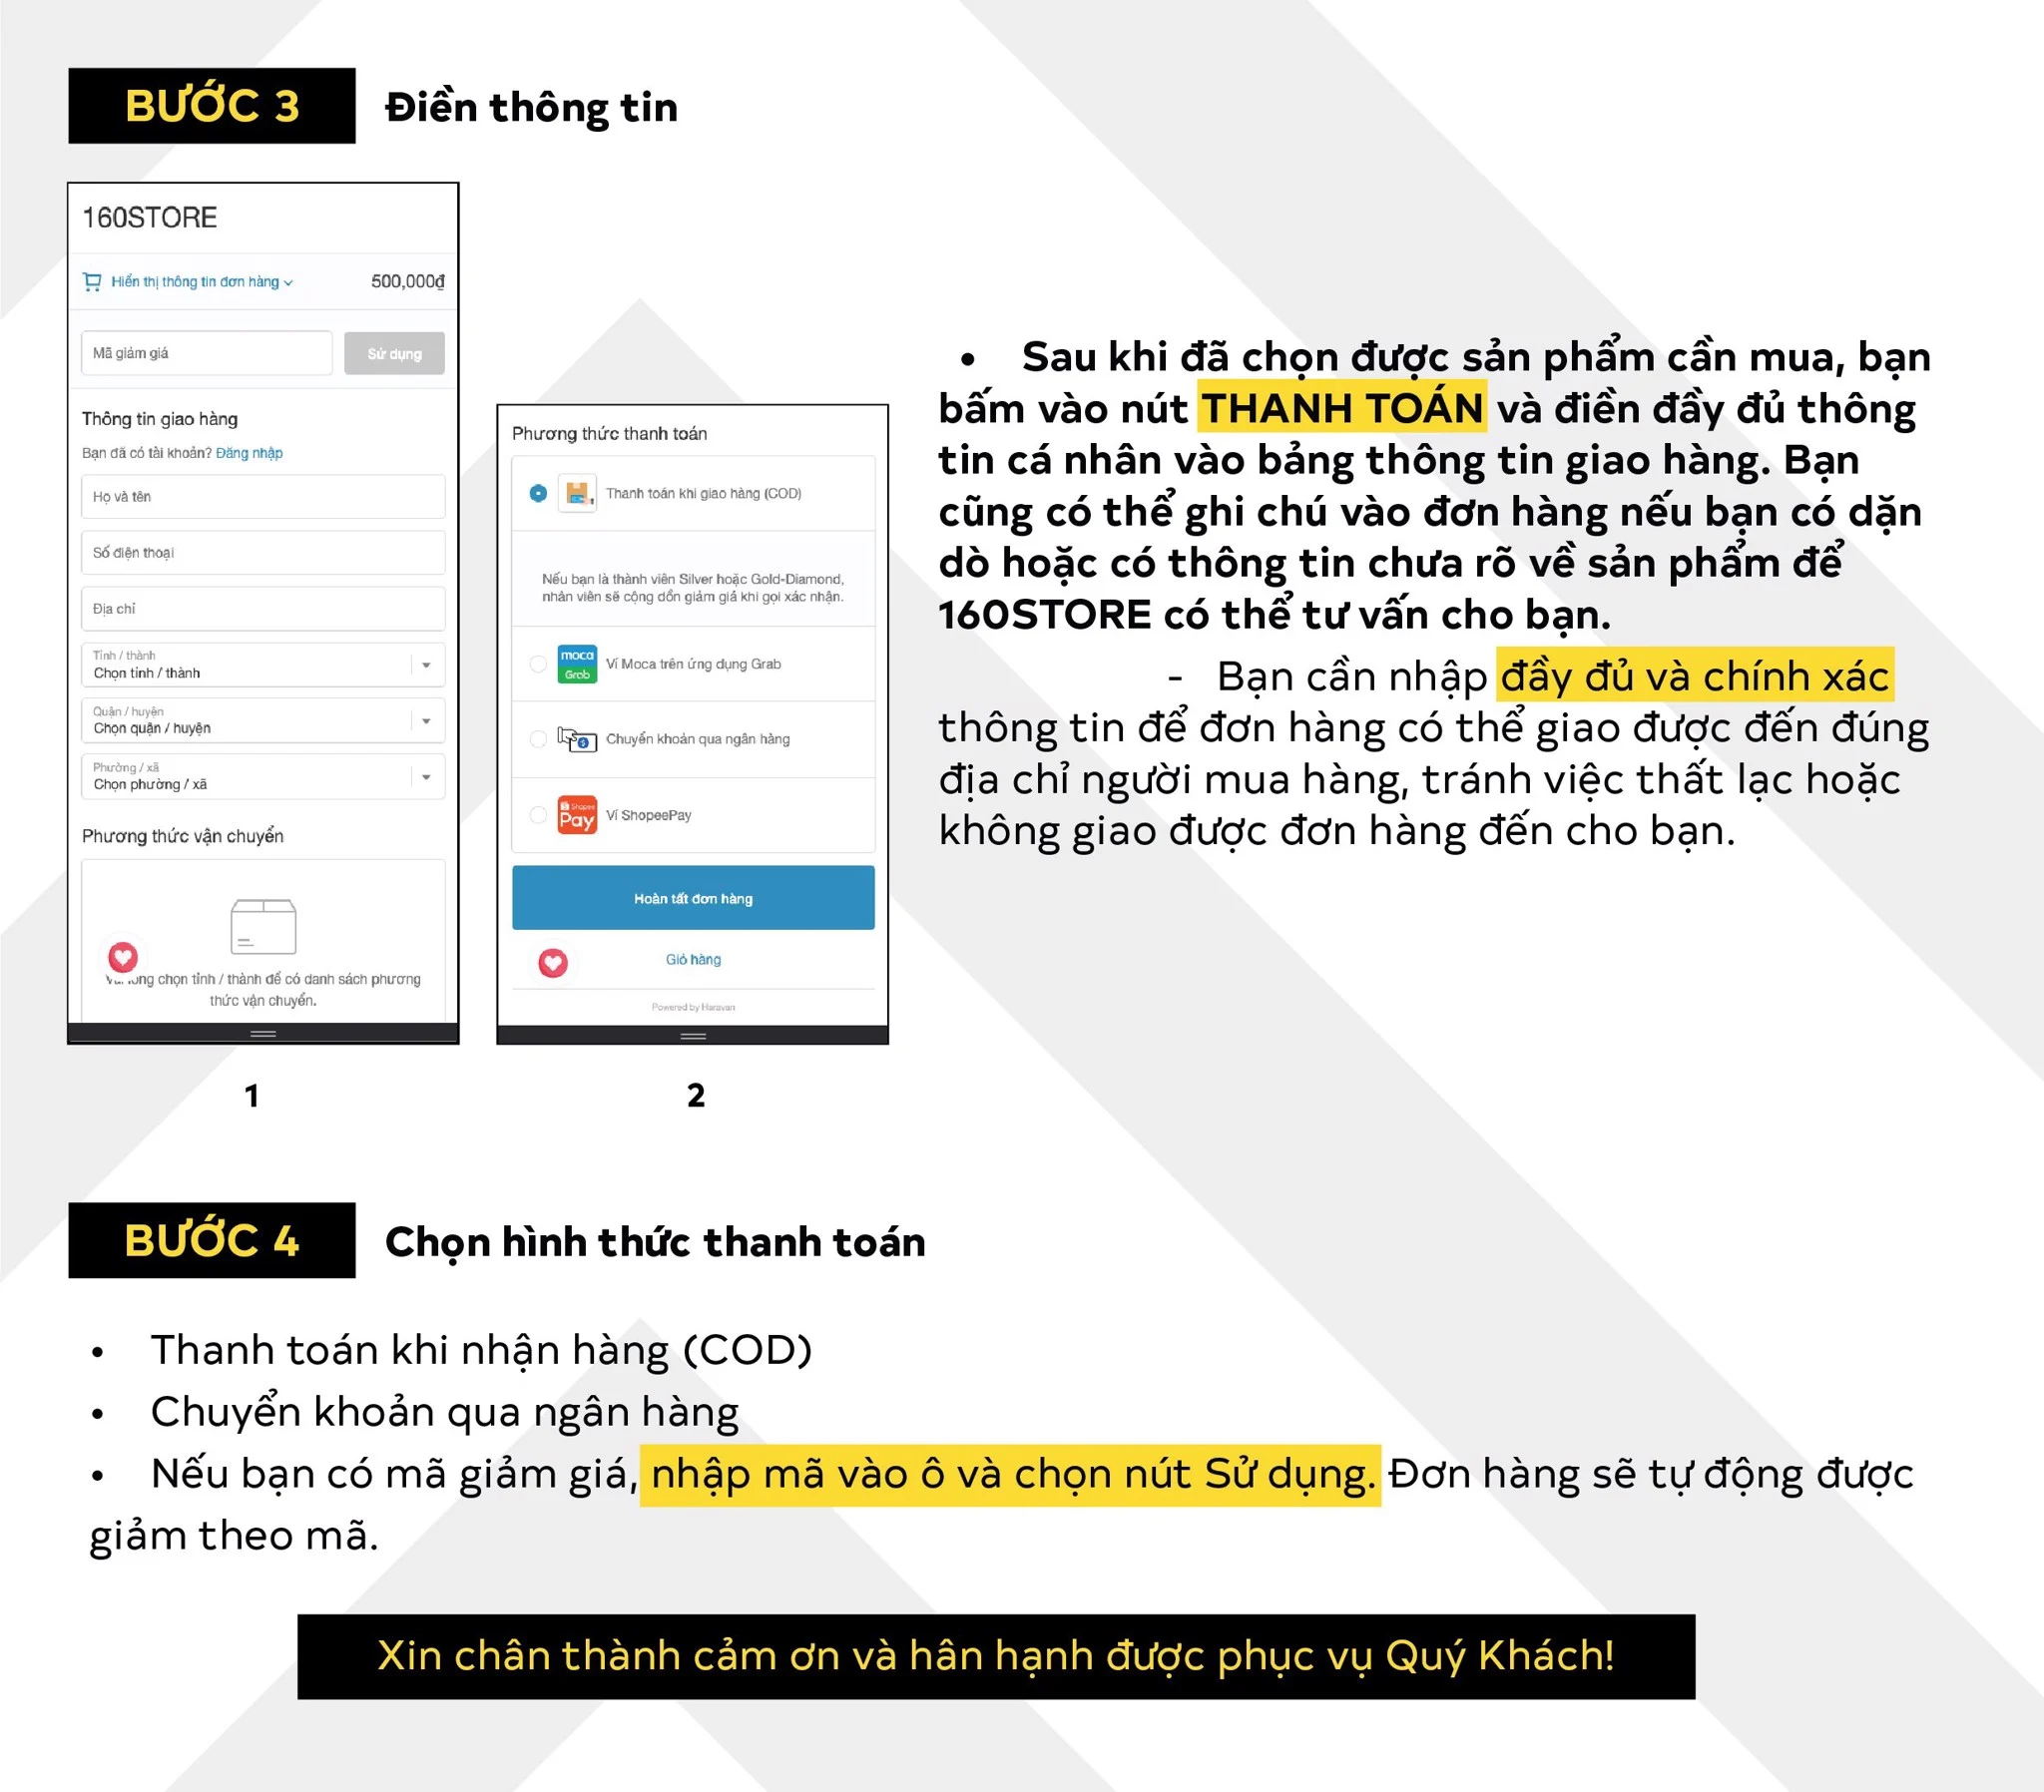 BƯỚC 3 Điền thông tin
160STORE
Hiển thị thông tin đơn hàng 500,000₫
Mã giảm giá Sử dụng
Thông tin giao hàng
Bạn đã có tài khoản? Đăng nhập
Họ và tên
Số điện thoại
Địa chỉ
Tỉnh / thành
Chọn tỉnh / thành
Quận / huyện
Chọn quận / huyện
Phường / xã
Chọn phường / xã
Phương thức vận chuyển
chọn tỉnh / thành để có danh sách phương
thức vận chuyển.
1
Phương thức thanh toán
Thanh toán khi giao hàng (COD)
Nếu bạn là thành viên Silver hoặc Gold-Diamond,
nhân viên sẽ cộng dồn giảm giá khi gọi xác nhận.
moca
Grab
Ví Moca trên ứng dụng Grab
Chuyển khoản qua ngân hàng
Shopee
Pay
Ví ShopeePay
Hoàn tất đơn hàng
Giỏ hàng
Powered by Haravan
2
• Sau khi đã chọn được sản phẩm cần mua, bạn
bấm vào nút THANH TOÁN và điền đầy đủ thông
tin cá nhân vào bảng thông tin giao hàng. Bạn
cũng có thể ghi chú vào đơn hàng nếu bạn có dặn
dò hoặc có thông tin chưa rõ về sản phẩm để
160STORE có thể tư vấn cho bạn.
- Bạn cần nhập đầy đủ và chính xác
thông tin để đơn hàng có thể giao được đến đúng
địa chỉ người mua hàng, tránh việc thất lạc hoặc
không giao được đơn hàng đến cho bạn.
BƯỚC 4 Chọn hình thức thanh toán
• Thanh toán khi nhận hàng (COD)
• Chuyển khoản qua ngân hàng
• Nếu bạn có mã giảm giá, nhập mã vào ô và chọn nút Sử dụng. Đơn hàng sẽ tự động được
giảm theo mã.
Xin chân thành cảm ơn và hân hạnh được phục vụ Quý Khách!